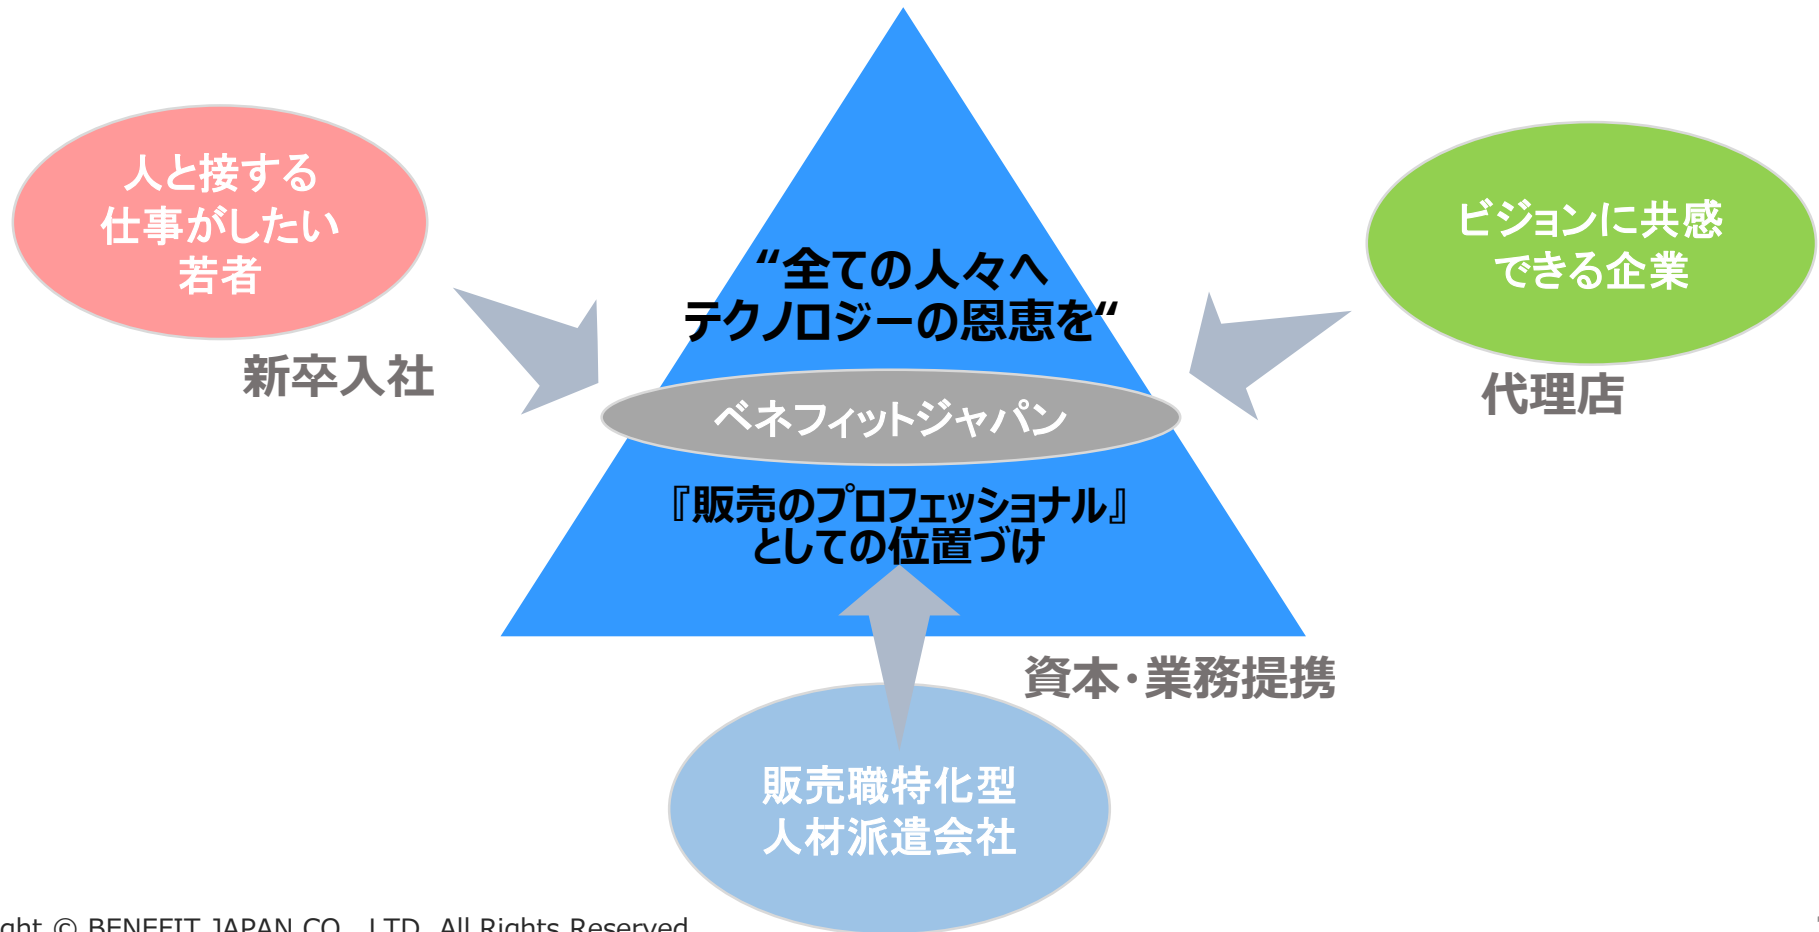 人と接する
仕事がしたい
若者
新卒入社
“全ての人々へ
テクノロジーの恩恵を“
ベネフィットジャパン
『販売のプロフェッショナル』
としての位置づけ
ビジョンに共感
できる企業
代理店
資本・業務提携
販売職特化型
人材派遣会社
© BENEFIT JAPAN CO., LTD. All Rights Reserved